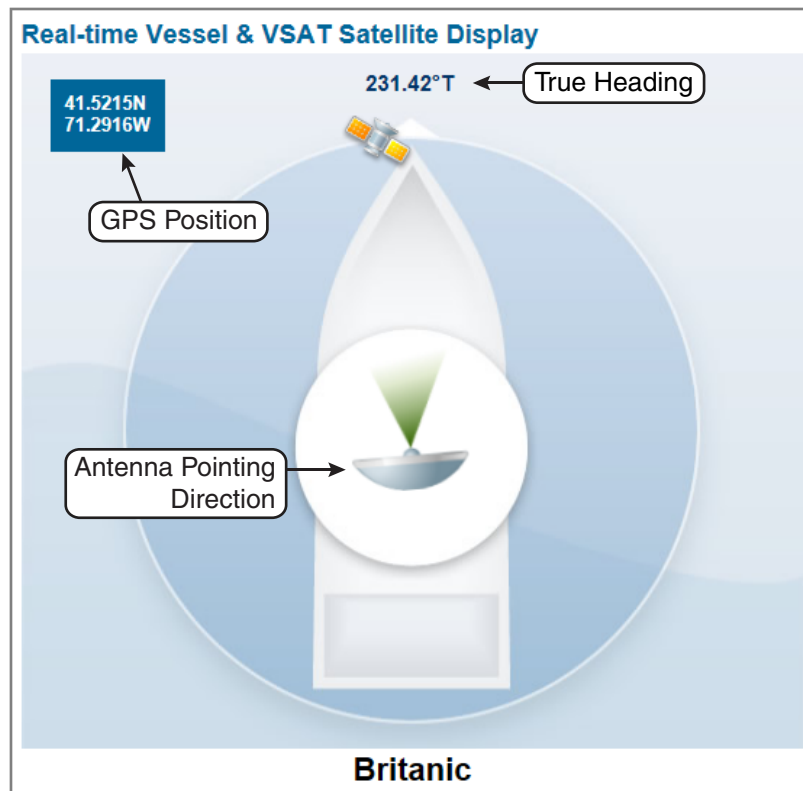 Real-time Vessel & VSAT Satellite Display
231.42°T
True Heading
41.5215N
71.2916W
GPS Position
Antenna Pointing
Direction
Britanic